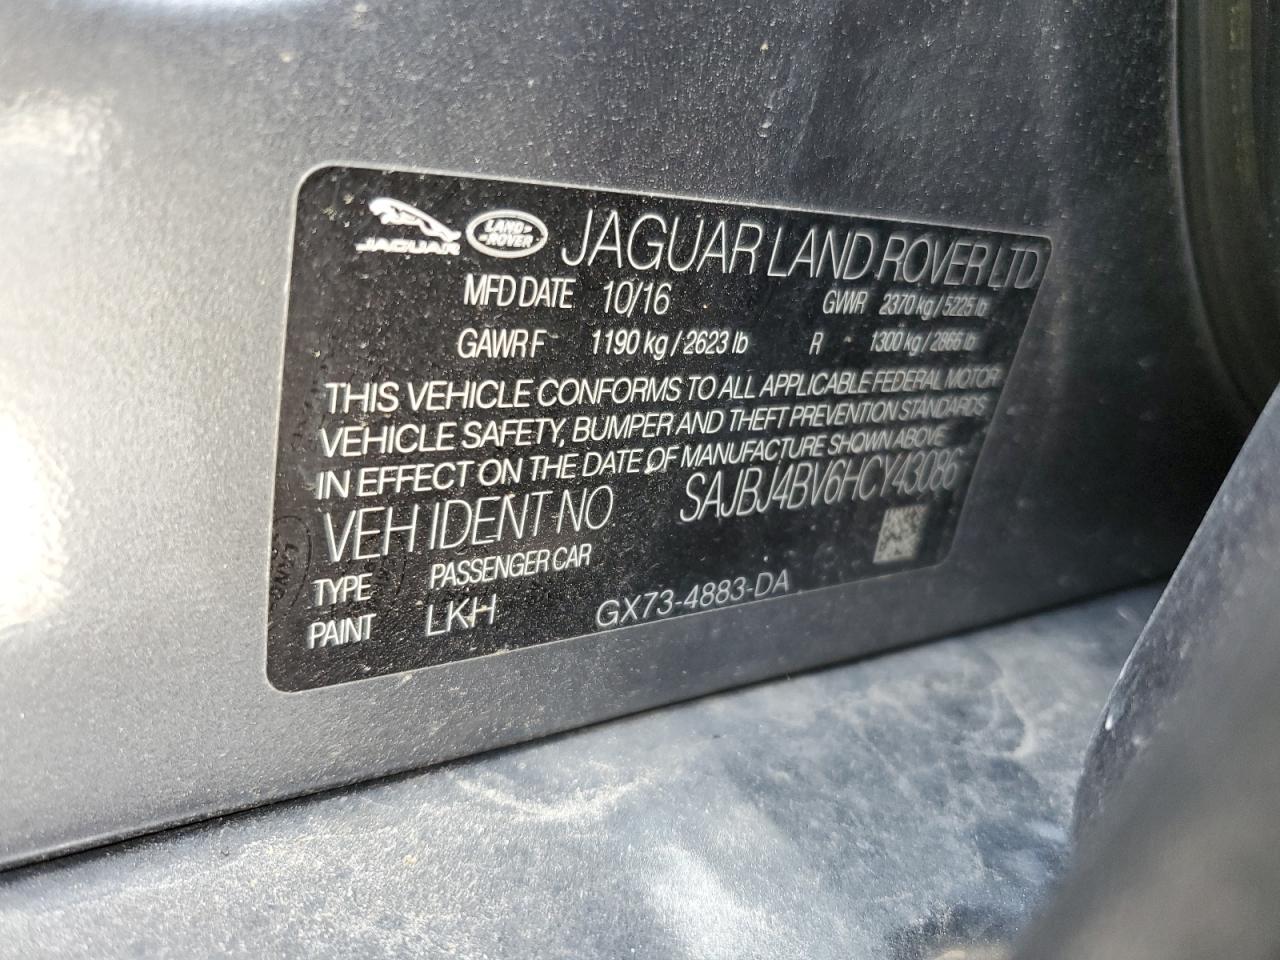 JAGUAR LAND ROVER JAGUAR LAND ROVER LTD
MFD DATE 10/16 GVWR 2370 kg / 5225 lb
GAWR F 1190 kg / 2623 lb R 1300 kg / 2866 lb
THIS VEHICLE CONFORMS TO ALL APPLICABLE FEDERAL MOTOR
VEHICLE SAFETY, BUMPER AND THEFT PREVENTION STANDARDS
IN EFFECT ON THE DATE OF MANUFACTURE SHOWN ABOVE
VEH IDENT NO SAJBJ4BV6HCY43086
TYPE PASSENGER CAR
PAINT LKH GX73-4883-DA